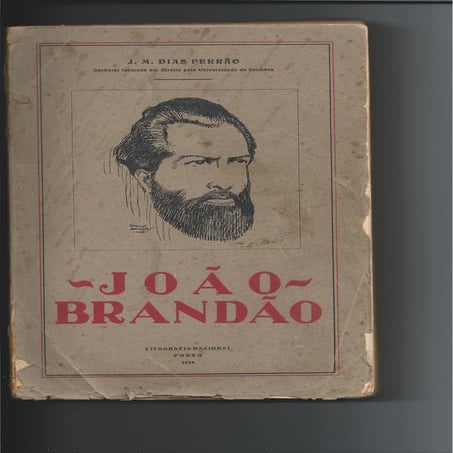 J. M. DIAS FERRÃO
Bacharel formado em Direito pela Universidade de Coimbra
~JOÃO~
BRANDÃO
LITOGRAFIA NACIONAL
PORTO